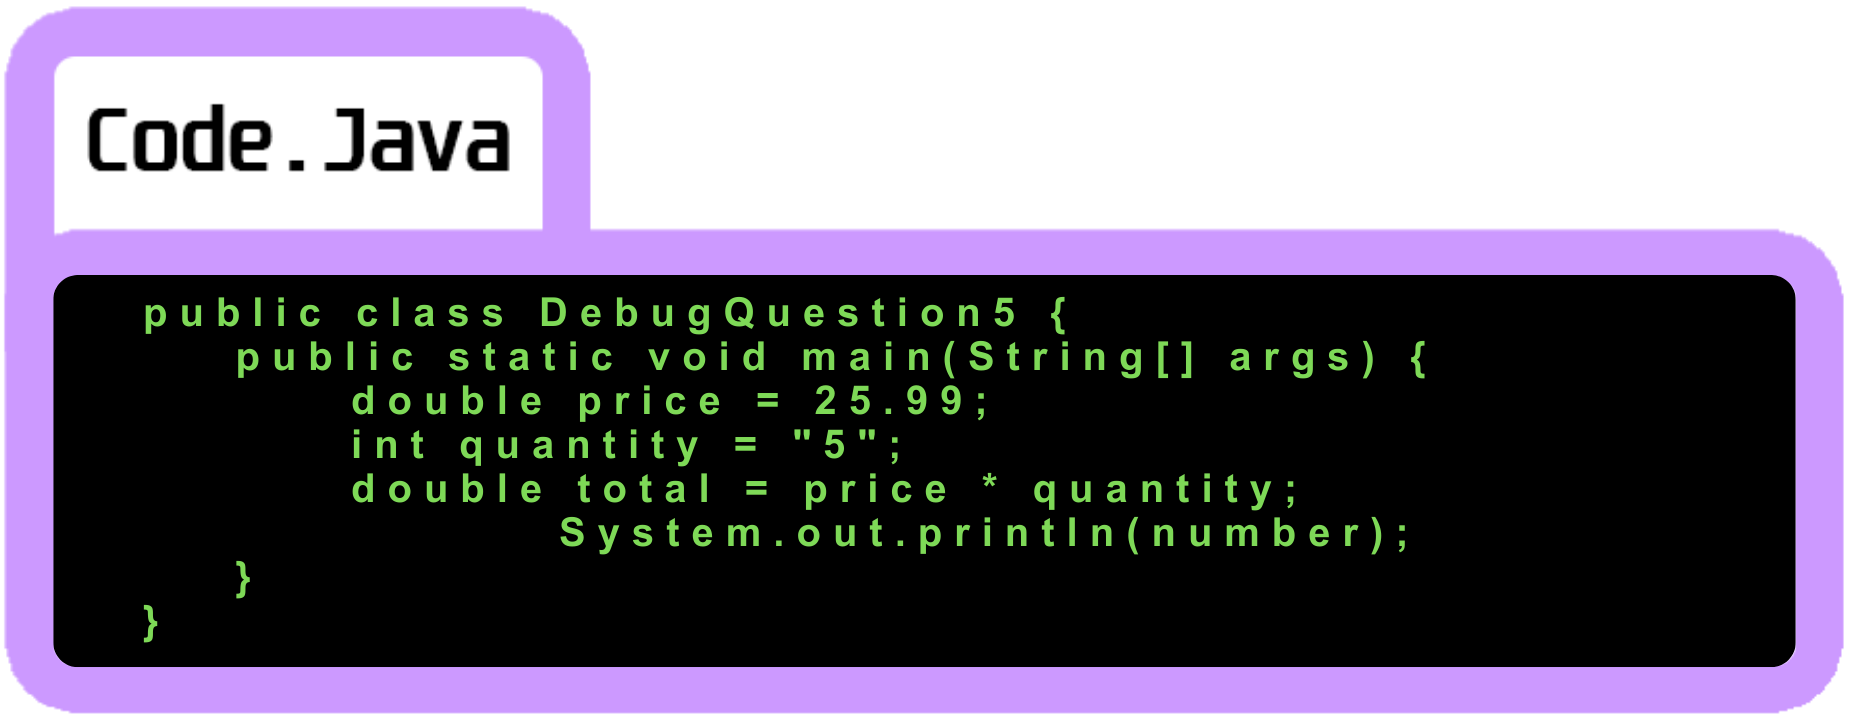 Code.Java
public class DebugQuestion5 {
public static void main(String[] args) {
double price = 25.99;
int quantity = "5";
double total = price * quantity;
System.out.println(number);
}
}